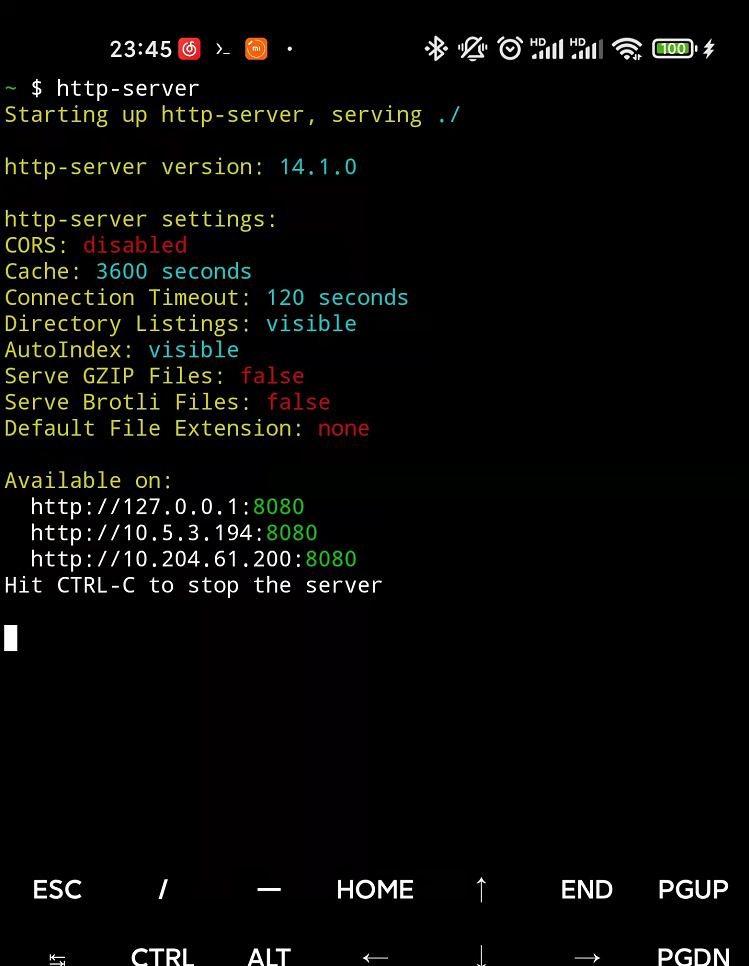 23:45 >_ mi · HD HD 100
~ $ http-server
Starting up http-server, serving ./
http-server version: 14.1.0
http-server settings:
CORS: disabled
Cache: 3600 seconds
Connection Timeout: 120 seconds
Directory Listings: visible
AutoIndex: visible
Serve GZIP Files: false
Serve Brotli Files: false
Default File Extension: none
Available on:
  http://127.0.0.1:8080
  http://10.5.3.194:8080
  http://10.204.61.200:8080
Hit CTRL-C to stop the server
ESC / — HOME ↑ END PGUP
↹ CTRL ALT ← ↓ → PGDN